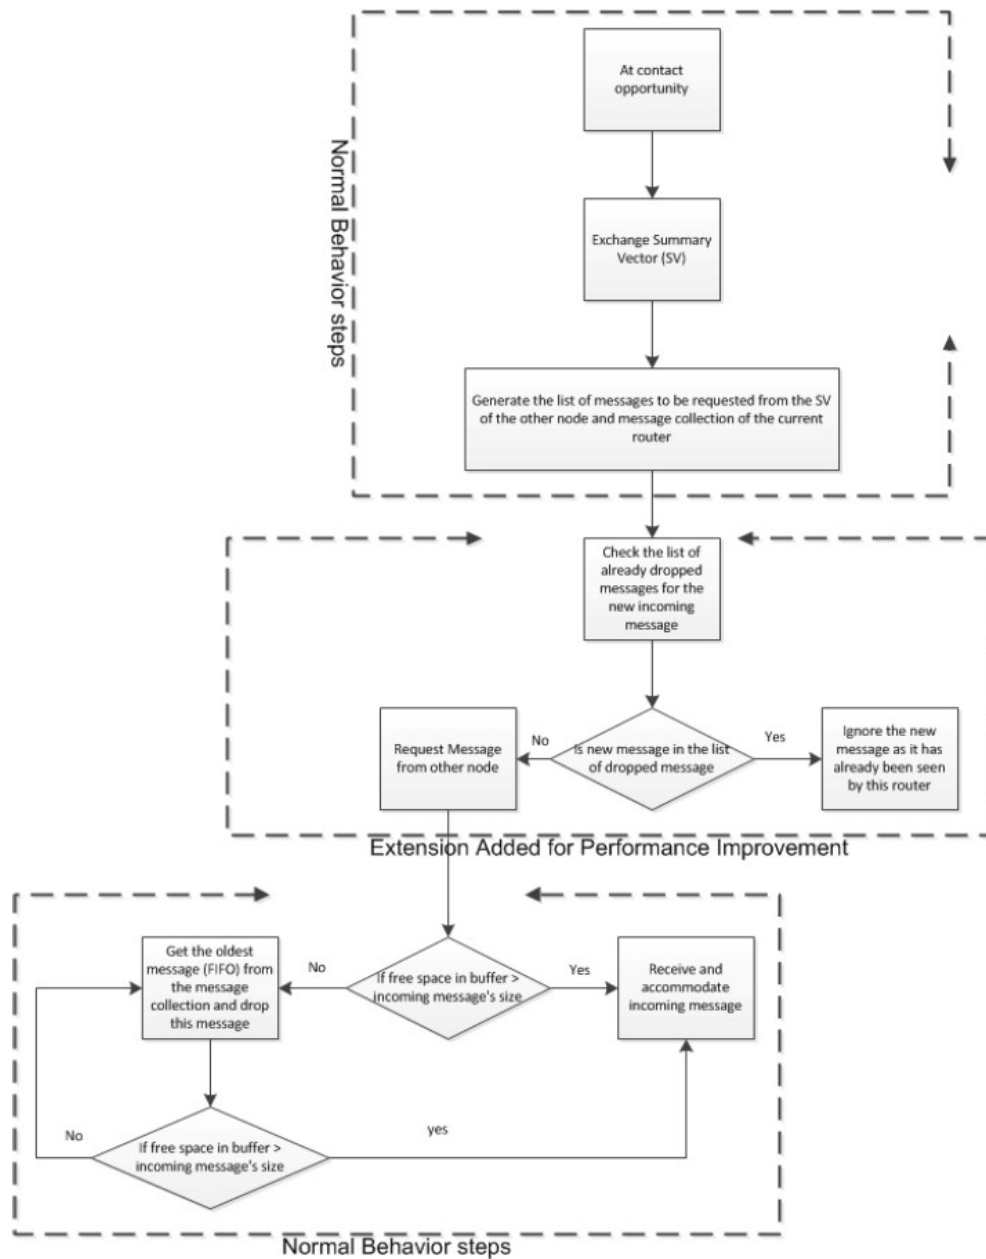 At contact
opportunity
Normal Behavior steps
Exchange Summary
Vector (SV)
Generate the list of messages to be requested from the SV
of the other node and message collection of the current
router
Check the list of
already dropped
messages for the
new incoming
message
Request Message
from other node
No
Is new message in the list
of dropped message
Yes
Ignore the new
message as it has
already been seen
by this router
Extension Added for Performance Improvement
Get the oldest
message (FIFO) from
the message
collection and drop
this message
No
If free space in buffer >
incoming message's size
Yes
Receive and
accommodate
incoming message
No
If free space in buffer >
incoming message's size
yes
Normal Behavior steps